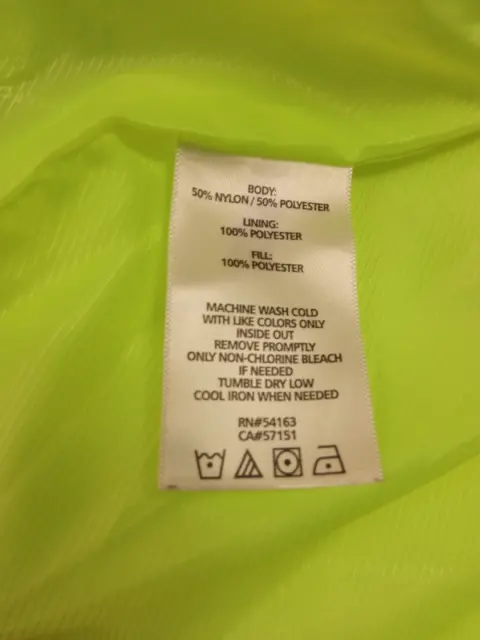 BODY:
50% NYLON / 50% POLYESTER
LINING:
100% POLYESTER
FILL:
100% POLYESTER
MACHINE WASH COLD
WITH LIKE COLORS ONLY
INSIDE OUT
REMOVE PROMPTLY
ONLY NON-CHLORINE BLEACH
IF NEEDED
TUMBLE DRY LOW
COOL IRON WHEN NEEDED
RN#54163
CA#57151